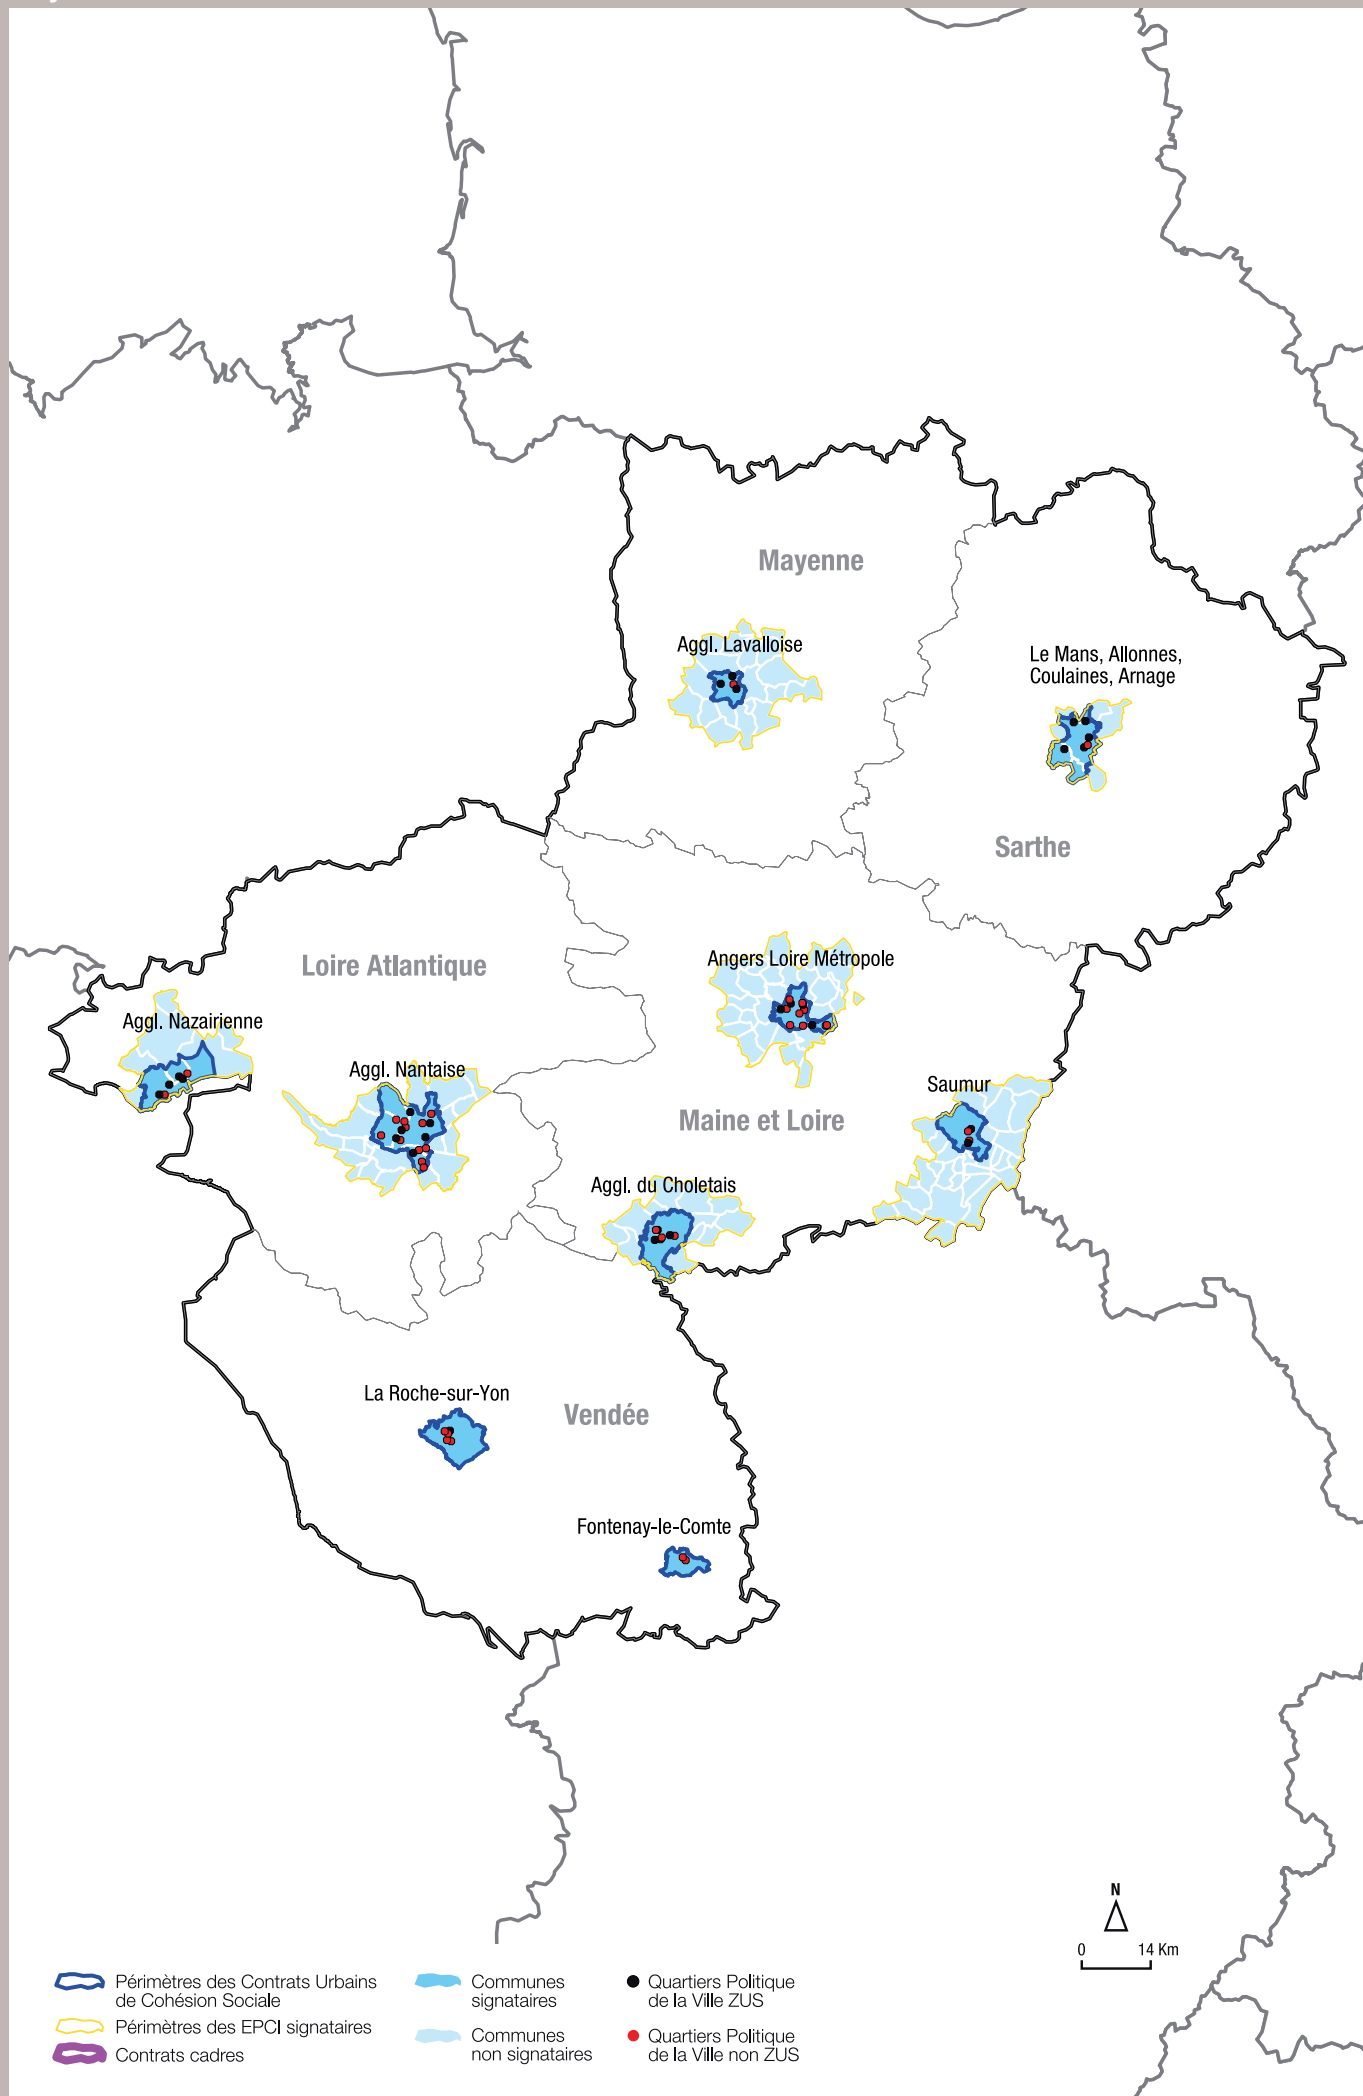 Mayenne
Aggl. Lavalloise
Le Mans, Allonnes,
Coulaines, Arnage
Sarthe
Loire Atlantique
Angers Loire Métropole
Aggl. Nazairienne
Aggl. Nantaise
Saumur
Maine et Loire
Aggl. du Choletais
La Roche-sur-Yon
Vendée
Fontenay-le-Comte
N
0 14 Km
Périmètres des Contrats Urbains
de Cohésion Sociale
Périmètres des EPCI signataires
Contrats cadres
Communes
signataires
Communes
non signataires
Quartiers Politique
de la Ville ZUS
Quartiers Politique
de la Ville non ZUS